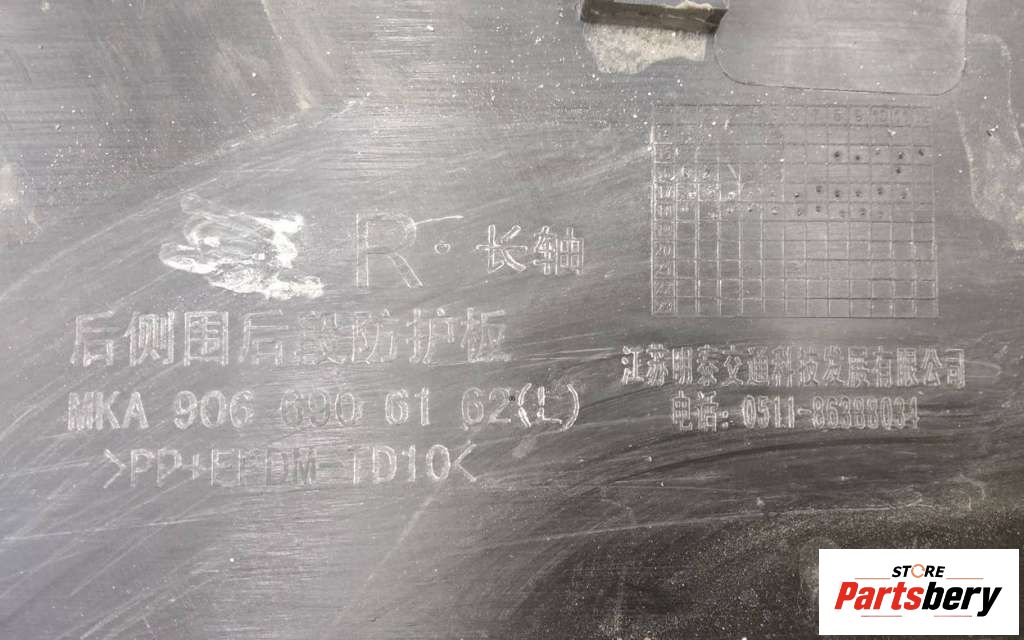 R · 长轴
后侧围后段防护板
MKA 906 690 61 62(L)
>PP+EPDM-TD10<
江苏明泰交通科技发展有限公司
电话: 0511-86388034
STORE
Partsbery